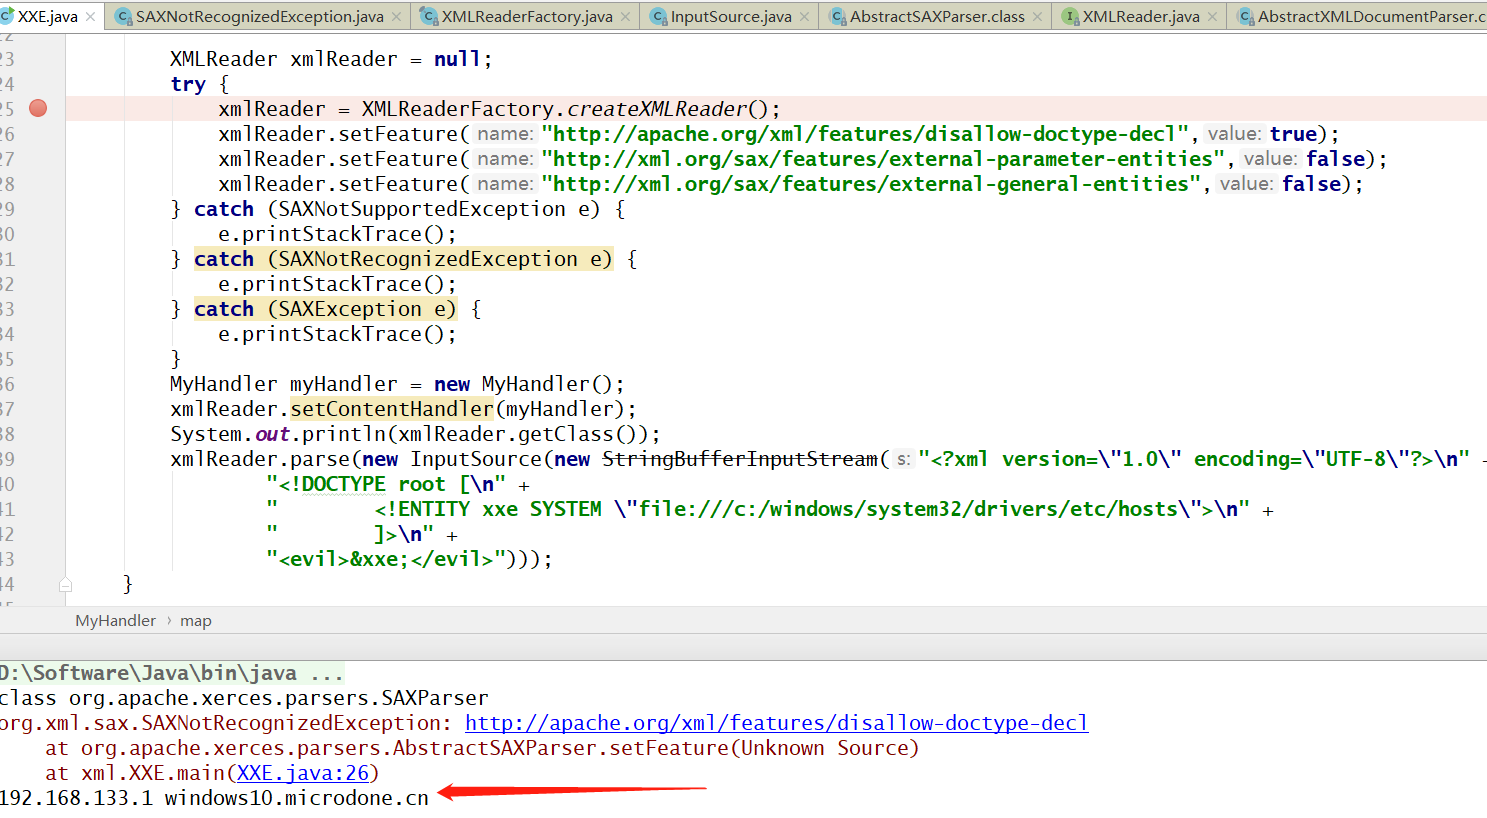 XXE.java SAXNotRecognizedException.java XMLReaderFactory.java InputSource.java AbstractSAXParser.class XMLReader.java AbstractXMLDocumentParser.c
23 XMLReader xmlReader = null;
24 try {
25 xmlReader = XMLReaderFactory.createXMLReader();
26 xmlReader.setFeature( name: "http://apache.org/xml/features/disallow-doctype-decl", value: true);
27 xmlReader.setFeature( name: "http://xml.org/sax/features/external-parameter-entities", value: false);
28 xmlReader.setFeature( name: "http://xml.org/sax/features/external-general-entities", value: false);
29 } catch (SAXNotSupportedException e) {
30 e.printStackTrace();
31 } catch (SAXNotRecognizedException e) {
32 e.printStackTrace();
33 } catch (SAXException e) {
34 e.printStackTrace();
35 }
36 MyHandler myHandler = new MyHandler();
37 xmlReader.setContentHandler(myHandler);
38 System.out.println(xmlReader.getClass());
39 xmlReader.parse(new InputSource(new StringBufferInputStream( s: "<?xml version=\"1.0\" encoding=\"UTF-8\"?>\n" +
40 "<!DOCTYPE root [\n" +
41 " <!ENTITY xxe SYSTEM \"file:///c:/windows/system32/drivers/etc/hosts\">\n" +
42 " ]>\n" +
43 "<evil>&xxe;</evil>")));
44 }
MyHandler › map
D:\Software\Java\bin\java ...
class org.apache.xerces.parsers.SAXParser
org.xml.sax.SAXNotRecognizedException: http://apache.org/xml/features/disallow-doctype-decl
at org.apache.xerces.parsers.AbstractSAXParser.setFeature(Unknown Source)
at xml.XXE.main(XXE.java:26)
192.168.133.1 windows10.microdone.cn